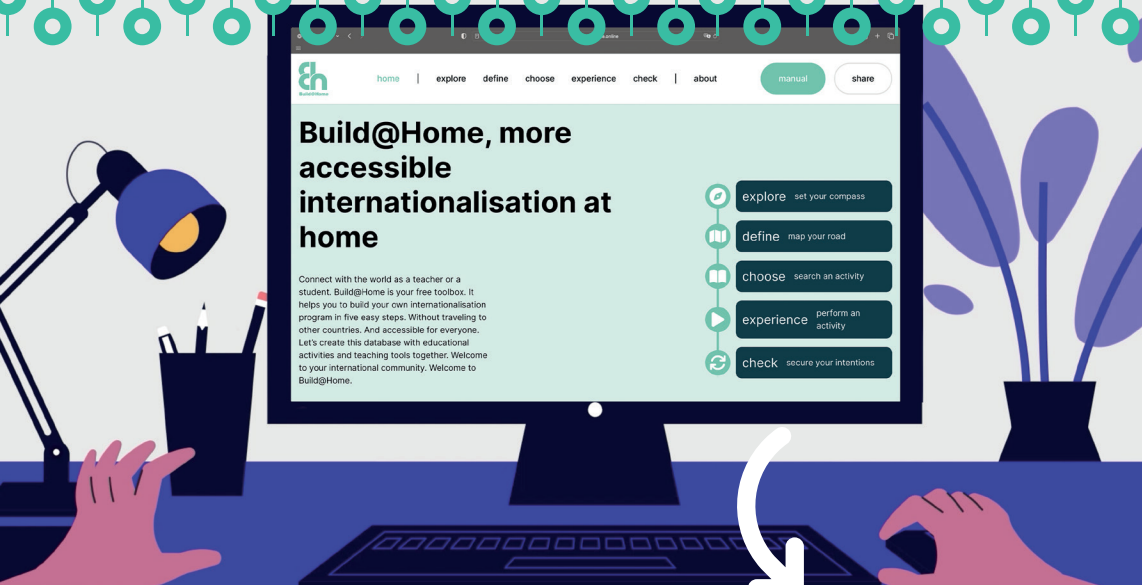 s.online
Build@Home
home | explore define choose experience check | about
manual
share
Build@Home, more
accessible
internationalisation at
home
Connect with the world as a teacher or a
student. Build@Home is your free toolbox. It
helps you to build your own internationalisation
program in five easy steps. Without traveling to
other countries. And accessible for everyone.
Let's create this database with educational
activities and teaching tools together. Welcome
to your international community. Welcome to
Build@Home.
explore set your compass
define map your road
choose search an activity
experience perform an
activity
check secure your intentions